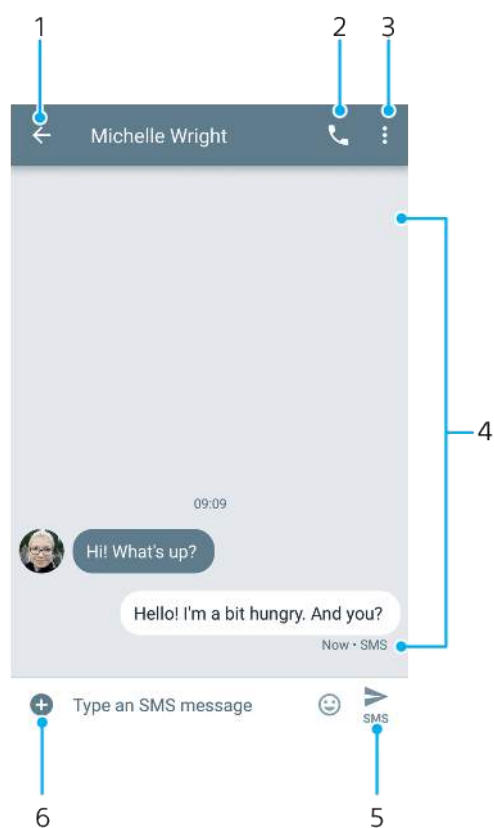 1 2 3
Michelle Wright
4
09:09
Hi! What's up?
Hello! I'm a bit hungry. And you?
Now • SMS
Type an SMS message
SMS
6 5